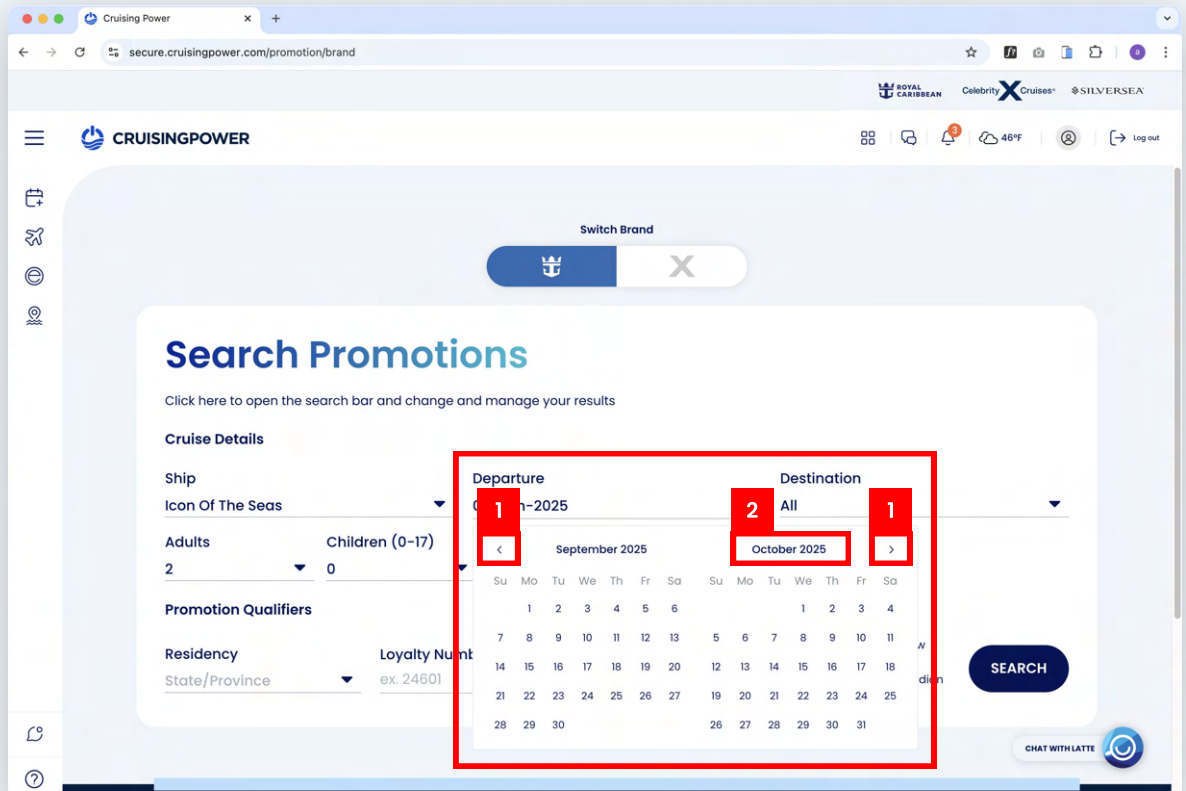 Cruising Power
secure.cruisingpower.com/promotion/brand
a
ROYAL
CARIBBEAN
Celebrity X Cruises
SILVERSEA
CRUISINGPOWER
3
46°F
Log out
Switch Brand
X
Search Promotions
Click here to open the search bar and change and manage your results
Cruise Details
Ship
Departure
Destination
Icon Of The Seas
n-2025
All
1
2
1
Adults
Children (0-17)
2
0
September 2025
October 2025
Su Mo Tu We Th Fr Sa
1 2 3 4 5 6
7 8 9 10 11 12 13
14 15 16 17 18 19 20
21 22 23 24 25 26 27
28 29 30
Su Mo Tu We Th Fr Sa
1 2 3 4
5 6 7 8 9 10 11
12 13 14 15 16 17 18
19 20 21 22 23 24 25
26 27 28 29 30 31
Promotion Qualifiers
Residency
Loyalty Numb
State/Province
ex. 24601
w
dian
SEARCH
CHAT WITH LATTE